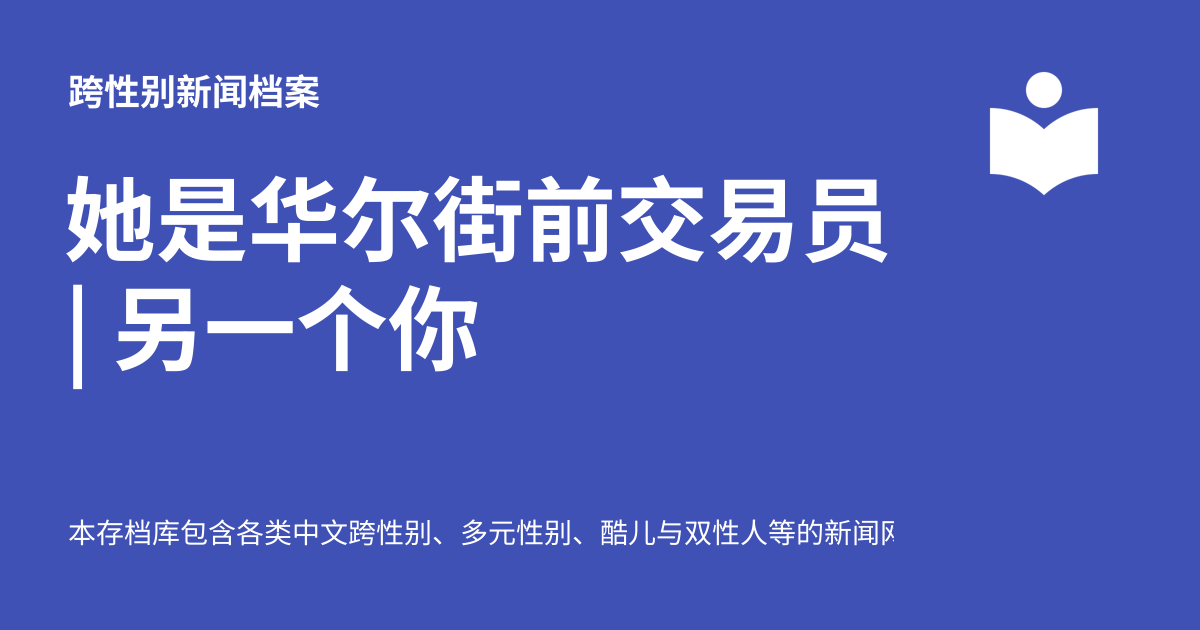 跨性别新闻档案
她是华尔街前交易员
| 另一个你
本存档库包含各类中文跨性别、多元性别、酷儿与双性人等的新闻